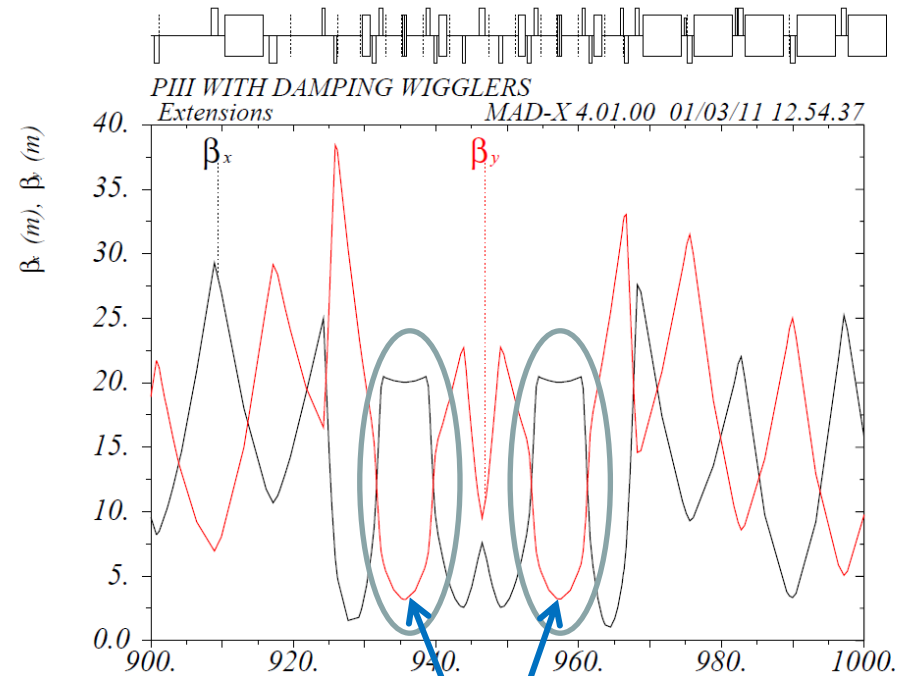 PIII WITH DAMPING WIGGLERS
Extensions MAD-X 4.01.00 01/03/11 12.54.37
βx (m), βy (m)
βx
βy
40.
35.
30.
25.
20.
15.
10.
5.
0.0
900. 920. 940. 960. 980. 1000.